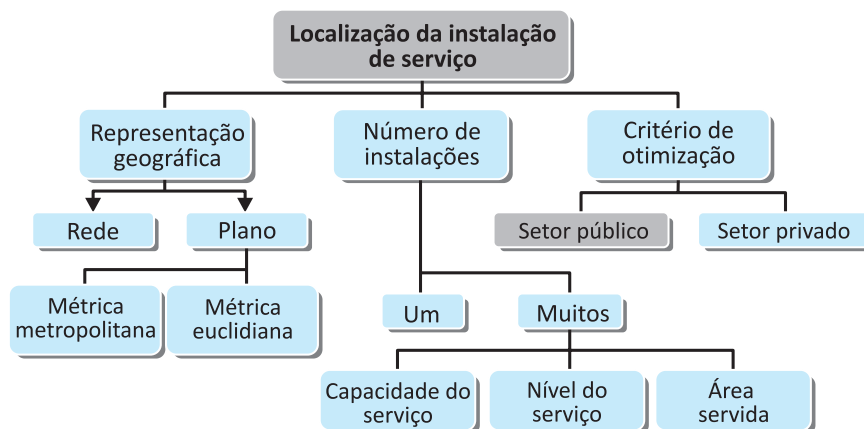 Localização da instalação
de serviço
Representação
geográfica
Número de
instalações
Critério de
otimização
Rede
Plano
Setor público
Setor privado
Métrica
metropolitana
Métrica
euclidiana
Um
Muitos
Capacidade do
serviço
Nível do
serviço
Área
servida